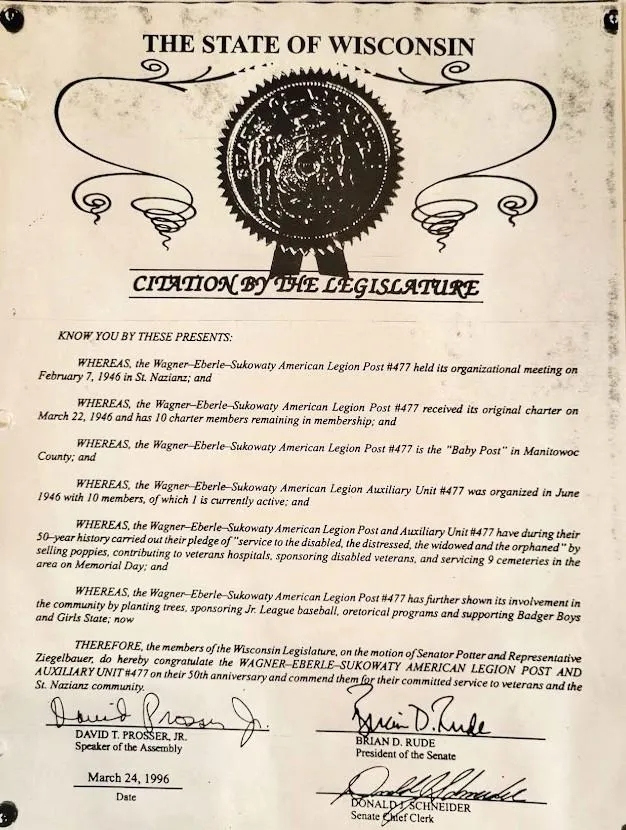 THE STATE OF WISCONSIN
CITATION BY THE LEGISLATURE
KNOW YOU BY THESE PRESENTS:
WHEREAS, the Wagner–Eberle–Sukowaty American Legion Post #477 held its organizational meeting on
February 7, 1946 in St. Nazianz; and
WHEREAS, the Wagner–Eberle–Sukowaty American Legion Post #477 received its original charter on
March 22, 1946 and has 10 charter members remaining in membership; and
WHEREAS, the Wagner–Eberle–Sukowaty American Legion Post #477 is the "Baby Post" in Manitowoc
County; and
WHEREAS, the Wagner–Eberle–Sukowaty American Legion Auxiliary Unit #477 was organized in June
1946 with 10 members, of which 1 is currently active; and
WHEREAS, the Wagner–Eberle–Sukowaty American Legion Post and Auxiliary Unit #477 have during their
50–year history carried out their pledge of "service to the disabled, the distressed, the widowed and the orphaned" by
selling poppies, contributing to veterans hospitals, sponsoring disabled veterans, and servicing 9 cemeteries in the
area on Memorial Day; and
WHEREAS, the Wagner–Eberle–Sukowaty American Legion Post #477 has further shown its involvement in
the community by planting trees, sponsoring Jr. League baseball, oretorical programs and supporting Badger Boys
and Girls State; now
THEREFORE, the members of the Wisconsin Legislature, on the motion of Senator Potter and Representative
Ziegelbauer, do hereby congratulate the WAGNER–EBERLE–SUKOWATY AMERICAN LEGION POST AND
AUXILIARY UNIT #477 on their 50th anniversary and commend them for their committed service to veterans and the
St. Nazianz community.
David Prosser Jr.
DAVID T. PROSSER, JR.
Speaker of the Assembly
Brian D. Rude
BRIAN D. RUDE
President of the Senate
March 24, 1996
Date
Donald J. Schneider
DONALD J. SCHNEIDER
Senate Chief Clerk